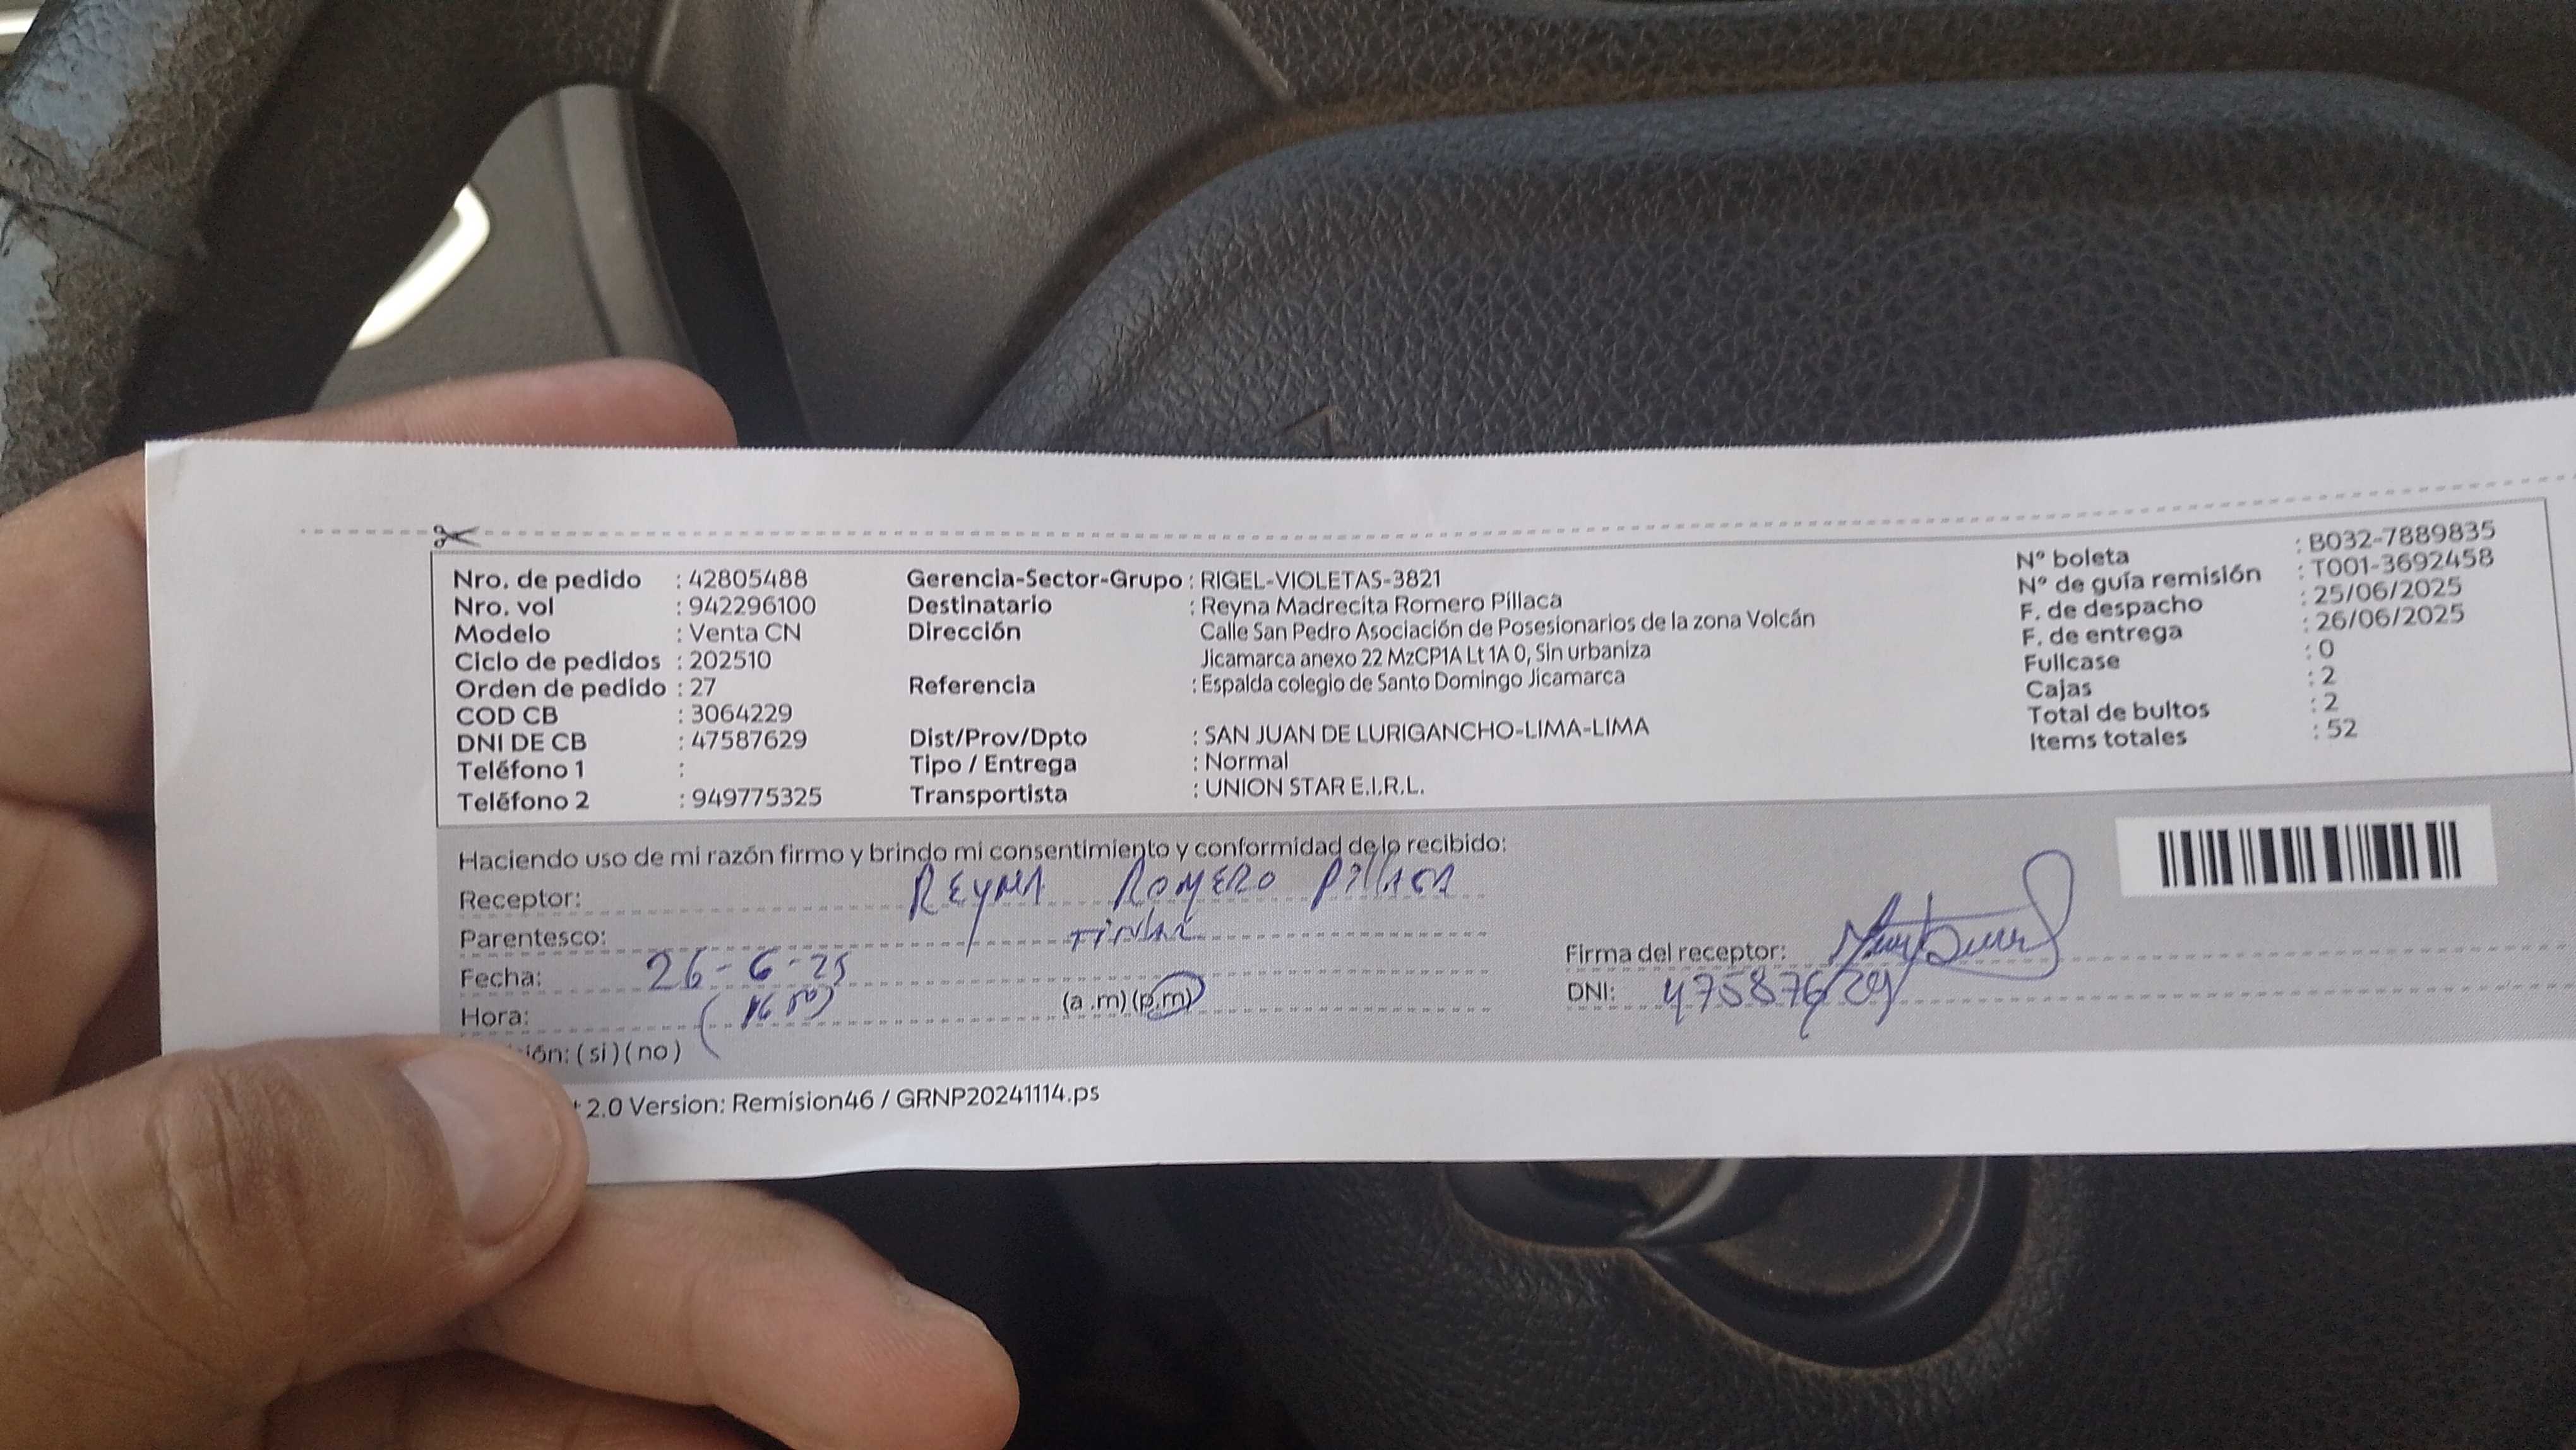 Nro. de pedido : 42805488
Nro. vol : 942296100
Modelo : Venta CN
Ciclo de pedidos : 202510
Orden de pedido : 27
COD CB : 3064229
DNI DE CB : 47587629
Teléfono 1 :
Teléfono 2 : 949775325
Gerencia-Sector-Grupo : RIGEL-VIOLETAS-3821
Destinatario : Reyna Madrecita Romero Pillaca
Dirección Calle San Pedro Asociación de Posesionarios de la zona Volcán
Jicamarca anexo 22 MzCP1A Lt 1A 0, Sin urbaniza
Referencia : Espalda colegio de Santo Domingo Jicamarca
Dist/Prov/Dpto : SAN JUAN DE LURIGANCHO-LIMA-LIMA
Tipo / Entrega : Normal
Transportista : UNION STAR E.I.R.L.
N° boleta : B032-7889835
N° de guía remisión : T001-3692458
F. de despacho : 25/06/2025
F. de entrega : 26/06/2025
Fullcase : 0
Cajas : 2
Total de bultos : 2
Items totales : 52
Haciendo uso de mi razón firmo y brindo mi consentimiento y conformidad de lo recibido:
Receptor: REYNA ROMERO PILLACA
Parentesco:
Fecha: 26-6-25
Hora: (a.m) (p.m)
ión: (si) (no)
Firma del receptor:
DNI: 47587629
2.0 Version: Remision46 / GRNP20241114.ps